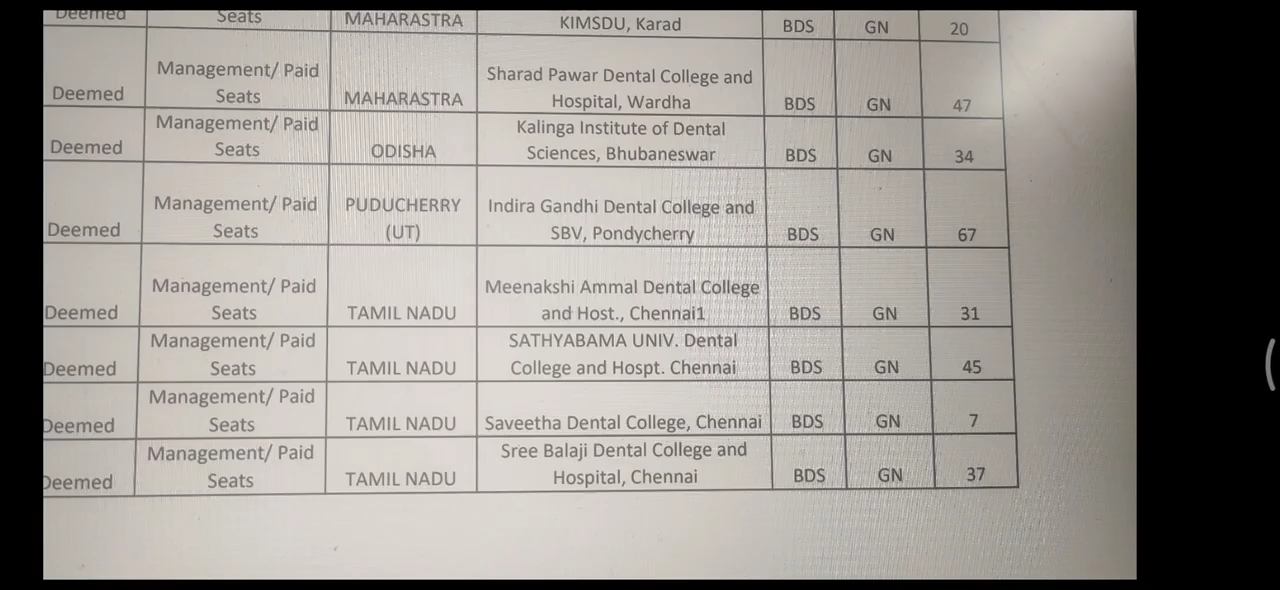 Deemed Seats MAHARASTRA KIMSDU, Karad BDS GN 20
Management/ Paid Sharad Pawar Dental College and
Deemed Seats MAHARASTRA Hospital, Wardha BDS GN 47
Management/ Paid Kalinga Institute of Dental
Deemed Seats ODISHA Sciences, Bhubaneswar BDS GN 34
Management/ Paid PUDUCHERRY Indira Gandhi Dental College and
Deemed Seats (UT) SBV, Pondycherry BDS GN 67
Management/ Paid Meenakshi Ammal Dental College
Deemed Seats TAMIL NADU and Host., Chennai1 BDS GN 31
Management/ Paid SATHYABAMA UNIV. Dental
Deemed Seats TAMIL NADU College and Hospt. Chennai BDS GN 45
Management/ Paid
Deemed Seats TAMIL NADU Saveetha Dental College, Chennai BDS GN 7
Management/ Paid Sree Balaji Dental College and
Deemed Seats TAMIL NADU Hospital, Chennai BDS GN 37